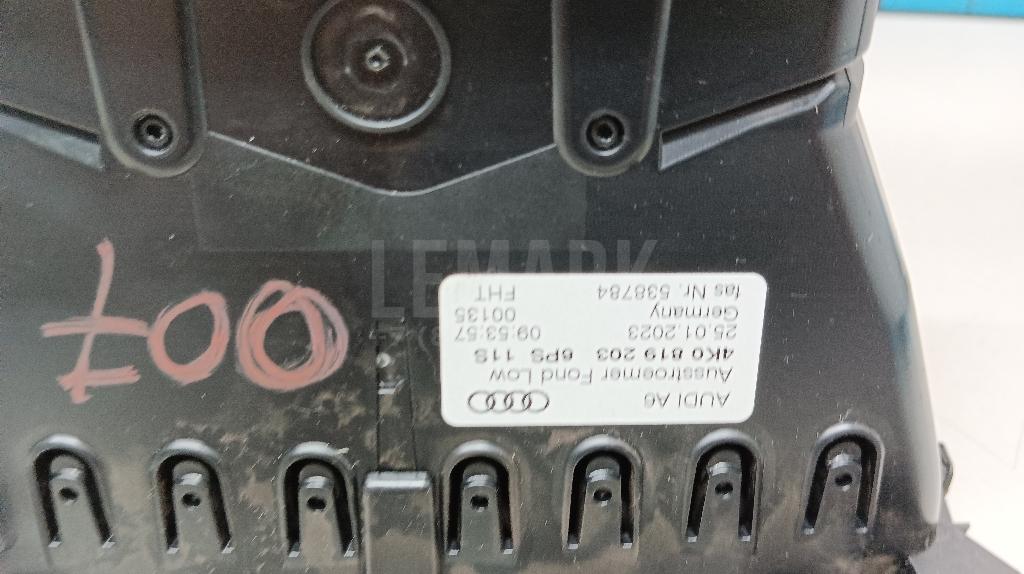 AUDI A6
Ausstroemer Fond Low
4K0 819 203 6PS 11S
25.01.2023 09:53:57
Germany 00135
fas Nr. 538784 FHT
007
LEMARK